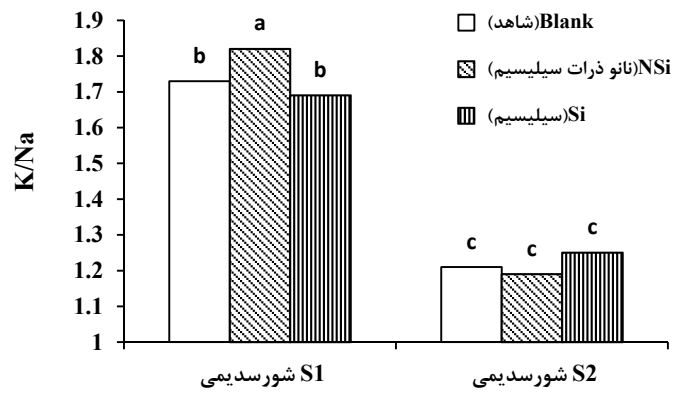 1.9
1.8
1.7
1.6
1.5
1.4
1.3
1.2
1.1
1
K/Na
b
a
b
c
c
c
Blank(شاهد)
NSi(نانو ذرات سیلیسیم)
Si(سیلیسیم)
شورسدیمی S1
شورسدیمی S2